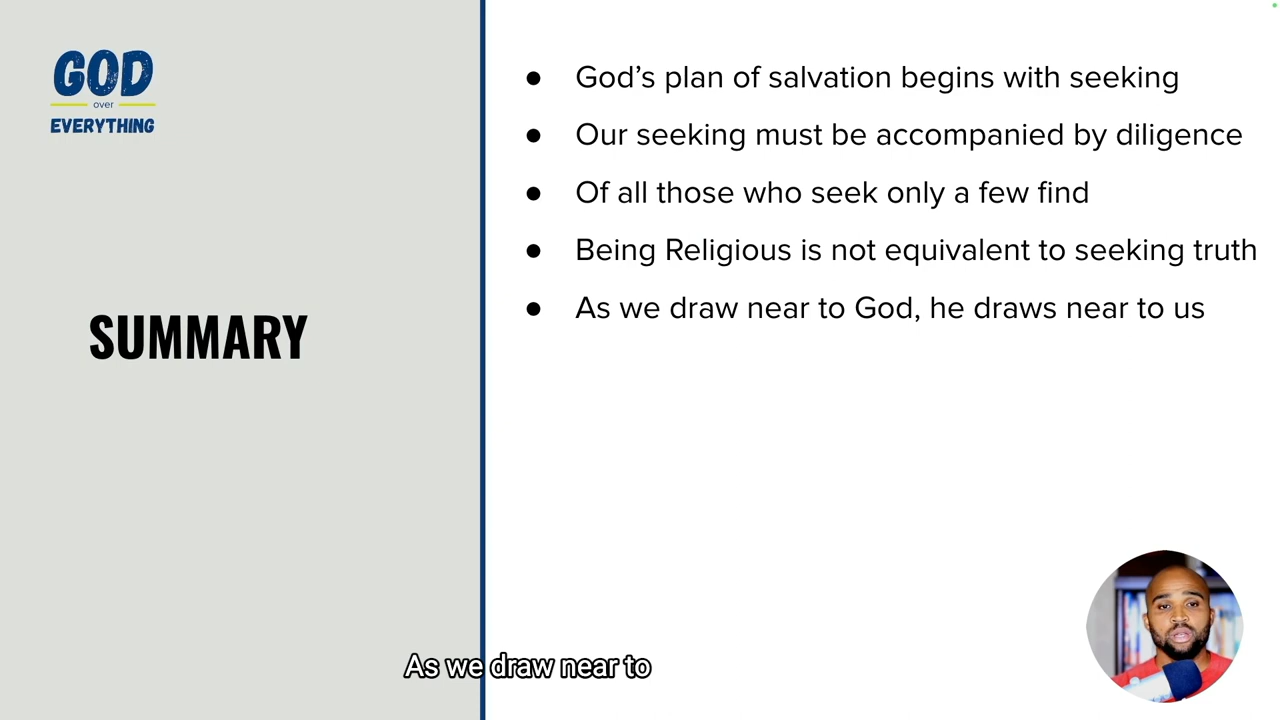 GOD
over
EVERYTHING
SUMMARY
● God’s plan of salvation begins with seeking
● Our seeking must be accompanied by diligence
● Of all those who seek only a few find
● Being Religious is not equivalent to seeking truth
● As we draw near to God, he draws near to us
As we draw near to